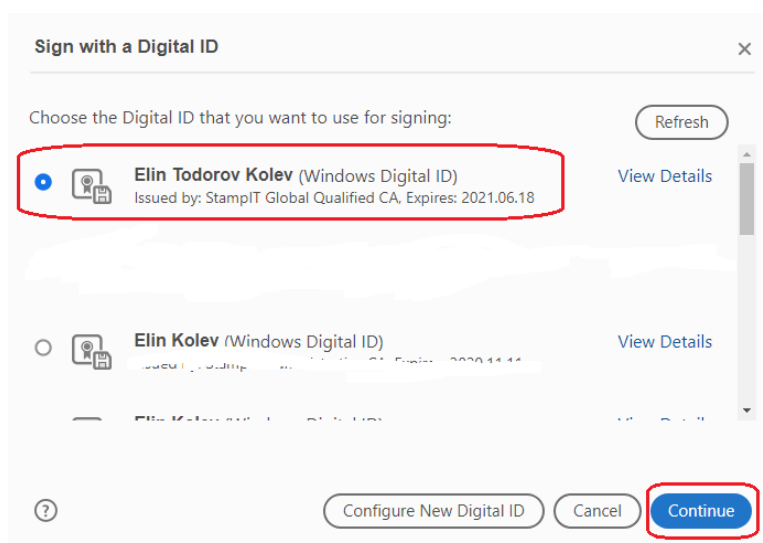 Sign with a Digital ID
Choose the Digital ID that you want to use for signing:
Refresh
Elin Todorov Kolev (Windows Digital ID)
View Details
Issued by: StampIT Global Qualified CA, Expires: 2021.06.18
Elin Kolev (Windows Digital ID)
View Details
Configure New Digital ID
Cancel
Continue